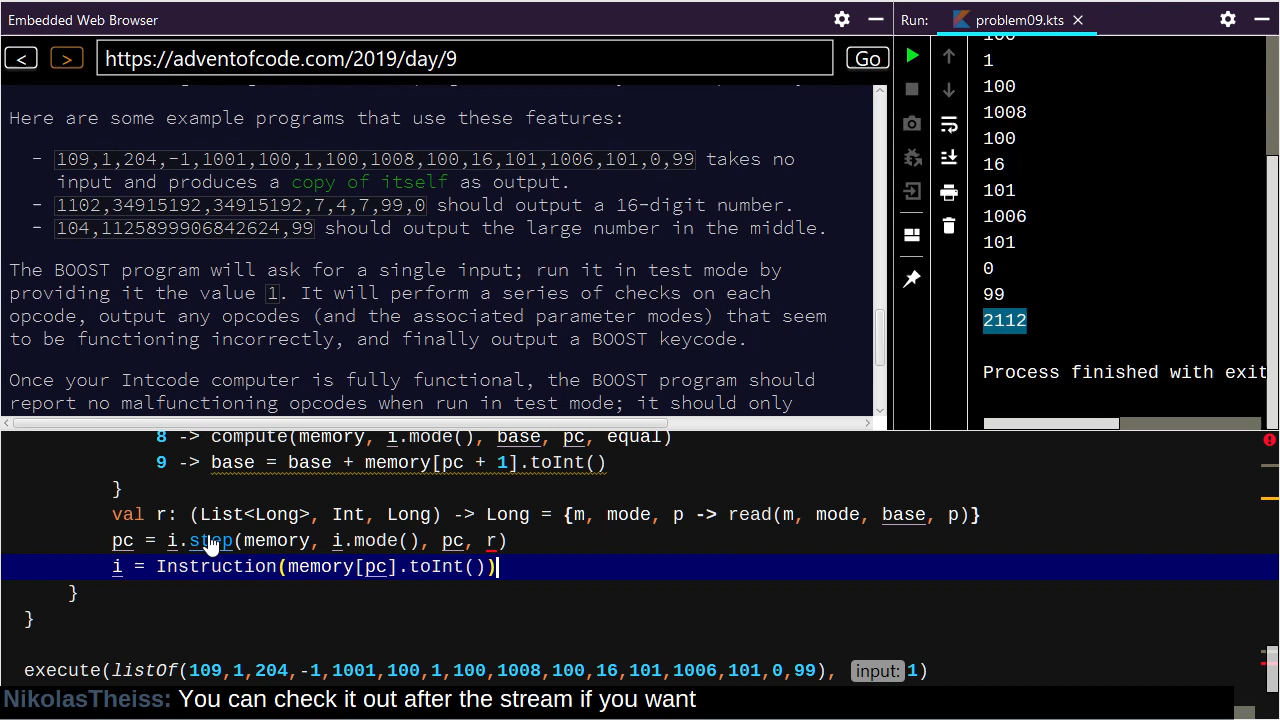 Embedded Web Browser
Run: problem09.kts ×
< > https://adventofcode.com/2019/day/9 Go
Here are some example programs that use these features:
- 109,1,204,-1,1001,100,1,100,1008,100,16,101,1006,101,0,99 takes no
input and produces a copy of itself as output.
- 1102,34915192,34915192,7,4,7,99,0 should output a 16-digit number.
- 104,1125899906842624,99 should output the large number in the middle.
The BOOST program will ask for a single input; run it in test mode by
providing it the value 1. It will perform a series of checks on each
opcode, output any opcodes (and the associated parameter modes) that seem
to be functioning incorrectly, and finally output a BOOST keycode.
Once your Intcode computer is fully functional, the BOOST program should
report no malfunctioning opcodes when run in test mode; it should only
100
1
100
1008
100
16
101
1006
101
0
99
2112
Process finished with exit
8 -> compute(memory, i.mode(), base, pc, equal)
9 -> base = base + memory[pc + 1].toInt()
}
val r: (List<Long>, Int, Long) -> Long = {m, mode, p -> read(m, mode, base, p)}
pc = i.step(memory, i.mode(), pc, r)
i = Instruction(memory[pc].toInt())
}
}
execute(listOf(109,1,204,-1,1001,100,1,100,1008,100,16,101,1006,101,0,99), input: 1)
NikolasTheiss: You can check it out after the stream if you want